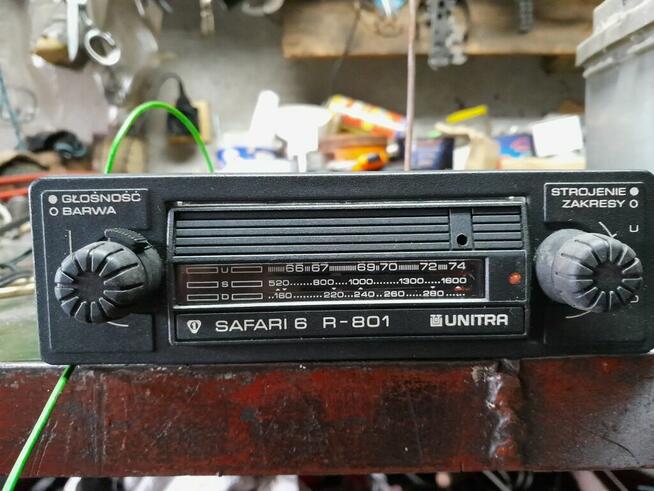 GŁOŚNOŚĆ
BARWA
STROJENIE
ZAKRESY
U
U 66 67 69 70 72 74
S 520 800 1000 1300 1600
D 160 220 240 260 280
SAFARI 6 R-801 UNITRA